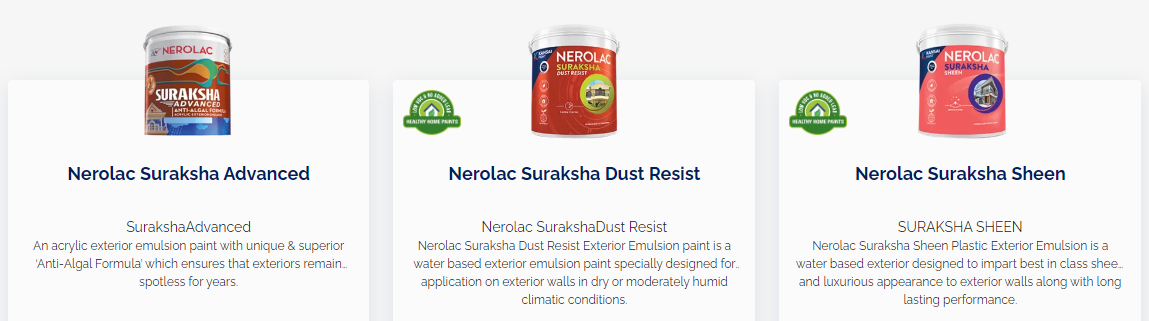 NEROLAC
SURAKSHA
ADVANCED
ANTI-ALGAL FORMULA
KANSAI
PAINT
NEROLAC
SURAKSHA
DUST RESIST
KANSAI
PAINT
NEROLAC
SURAKSHA
SHEEN
HEALTHY HOME PAINTS
HEALTHY HOME PAINTS
Nerolac Suraksha Advanced
Nerolac Suraksha Dust Resist
Nerolac Suraksha Sheen
SurakshaAdvanced
An acrylic exterior emulsion paint with unique & superior
'Anti-Algal Formula' which ensures that exteriors remain..
spotless for years.
Nerolac SurakshaDust Resist
Nerolac Suraksha Dust Resist Exterior Emulsion paint is a
water based exterior emulsion paint specially designed for..
application on exterior walls in dry or moderately humid
climatic conditions.
SURAKSHA SHEEN
Nerolac Suraksha Sheen Plastic Exterior Emulsion is a
water based exterior designed to impart best in class shee..
and luxurious appearance to exterior walls along with long
lasting performance.